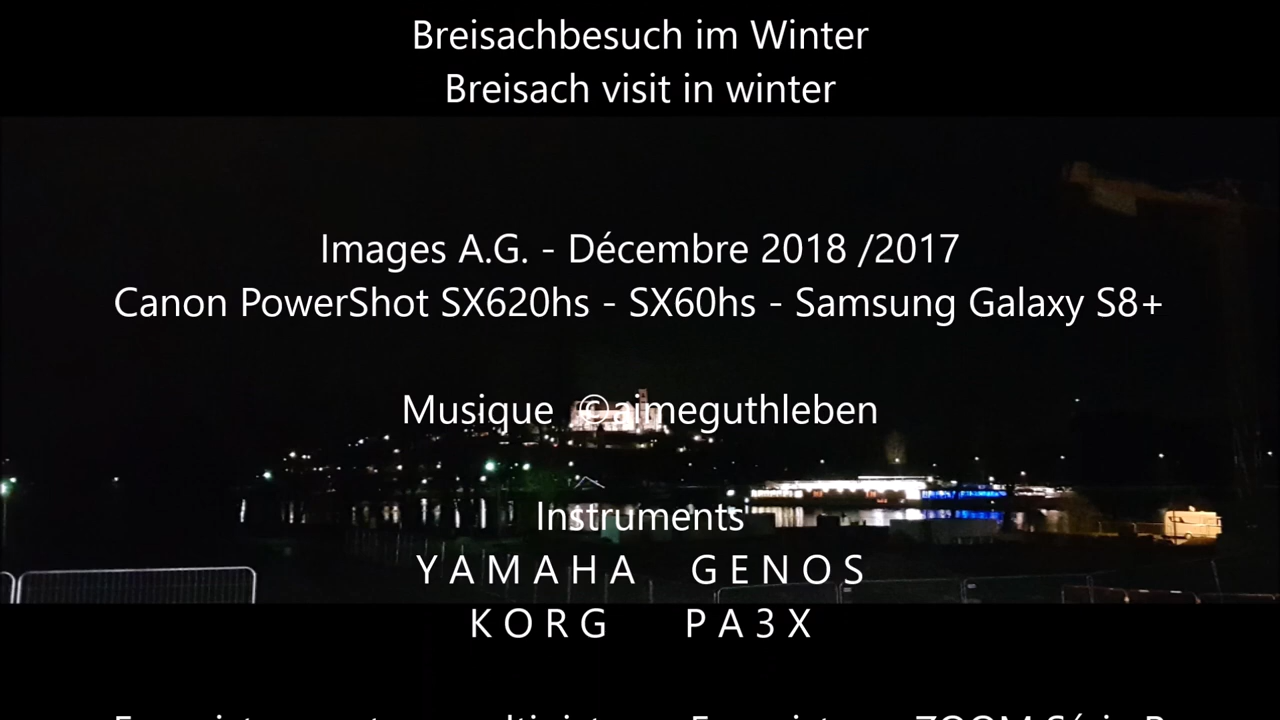 Breisachbesuch im Winter
Breisach visit in winter
Images A.G. - Décembre 2018 /2017
Canon PowerShot SX620hs - SX60hs - Samsung Galaxy S8+
Musique ©aimeguthleben
Instruments
YAMAHA GENOS
KORG PA3X